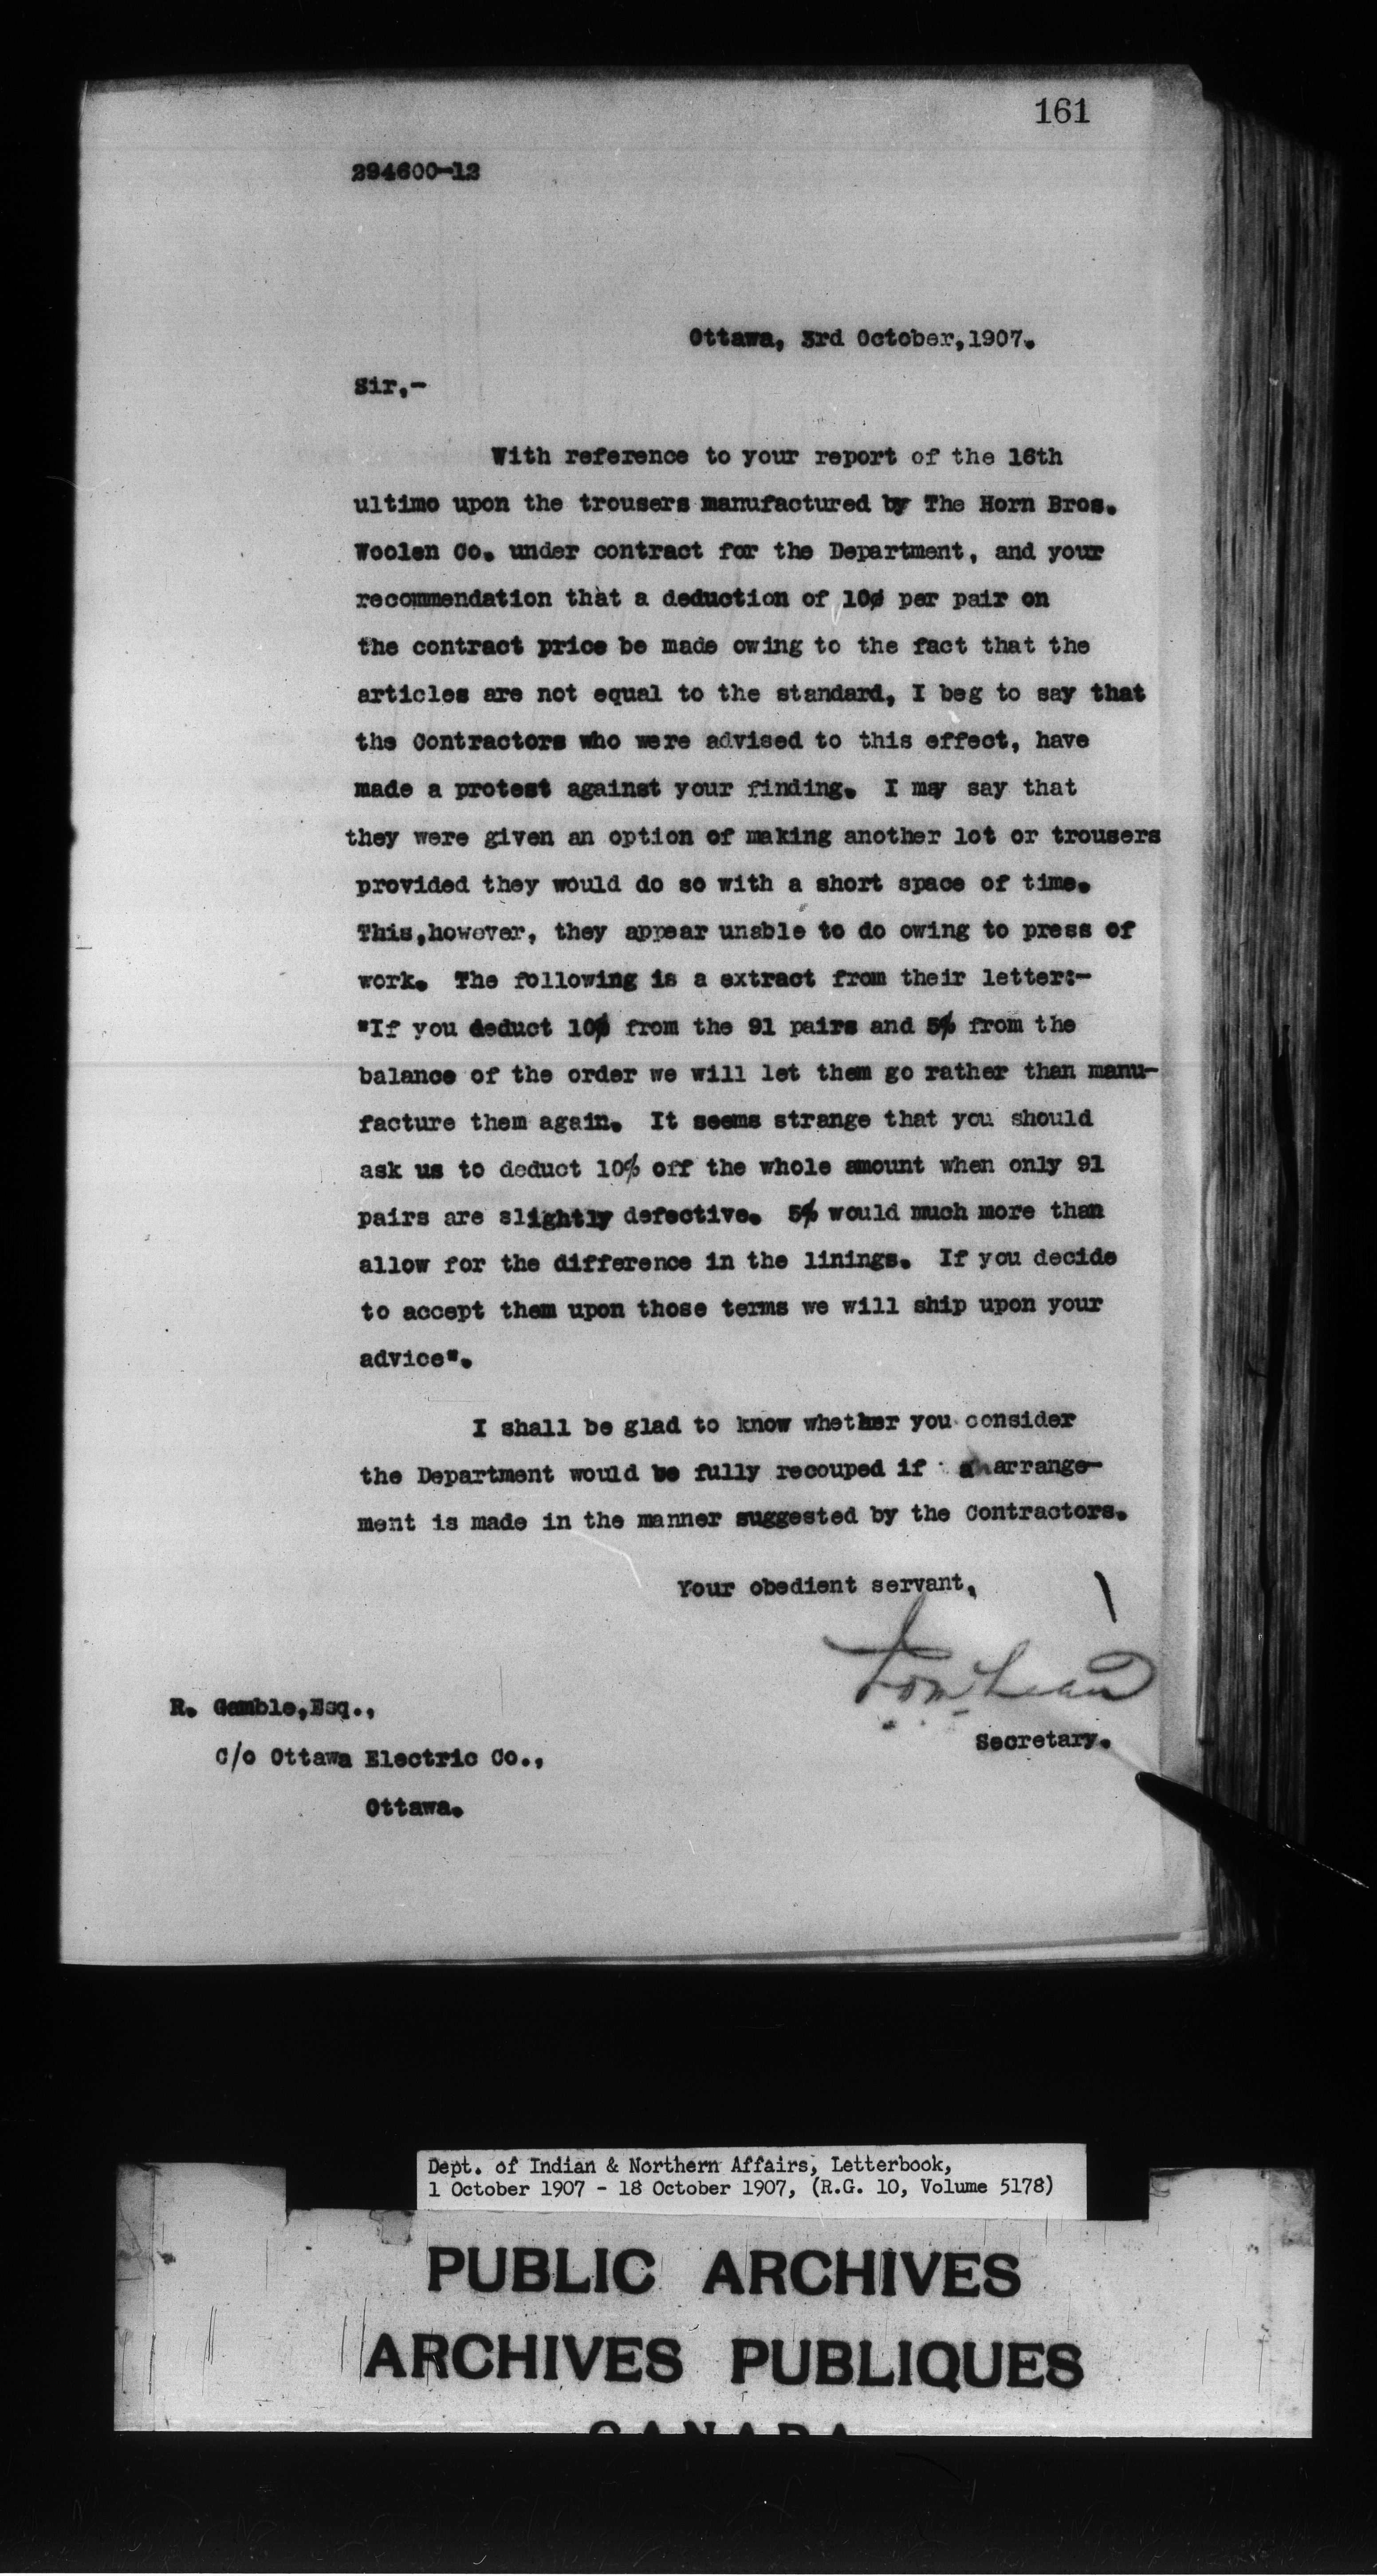 161
294600-12
Ottawa, 3rd October,1907.
Sir,-
With reference to your report of the 16th
ultimo upon the trousers manufactured by The Horn Bros.
Woolen Co. under contract for the Department, and your
recommendation that a deduction of 10¢ per pair on
the contract price be made owing to the fact that the
articles are not equal to the standard, I beg to say that
the Contractors who were advised to this effect, have
made a protest against your finding. I may say that
they were given an option of making another lot or trousers
provided they would do so with a short space of time.
This,however, they appear unable to do owing to press of
work. The following is a extract from their letter:-
"If you deduct 10¢ from the 91 pairs and 5¢ from the
balance of the order we will let them go rather than manu-
facture them again. It seems strange that you should
ask us to deduct 10¢ off the whole amount when only 91
pairs are slightly defective. 5¢ would much more than
allow for the difference in the linings. If you decide
to accept them upon those terms we will ship upon your
advice".
I shall be glad to know whether you consider
the Department would be fully recouped if an arrange-
ment is made in the manner suggested by the Contractors.
Your obedient servant,
Secretary.
R. Gamble,Esq.,
C/o Ottawa Electric Co.,
Ottawa.
Dept. of Indian & Northern Affairs, Letterbook,
1 October 1907 - 18 October 1907, (R.G. 10, Volume 5178)
PUBLIC ARCHIVES
ARCHIVES PUBLIQUES
CANADA